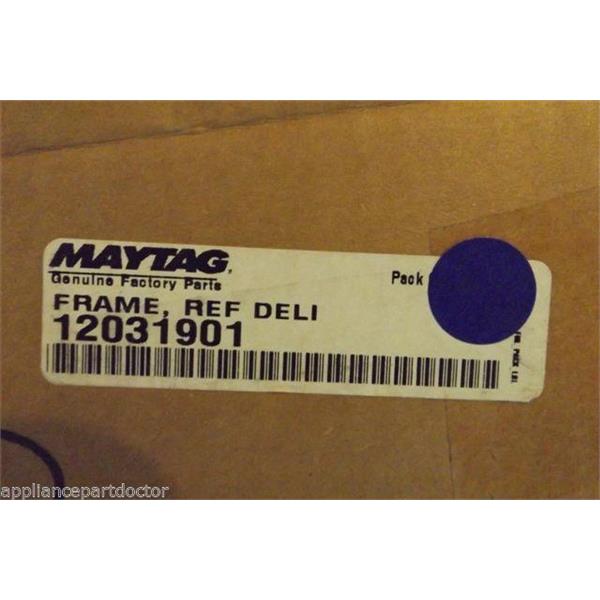 MAYTAG®
Genuine Factory Parts
Pack
FRAME, REF DELI
12031901
appliancepartdoctor